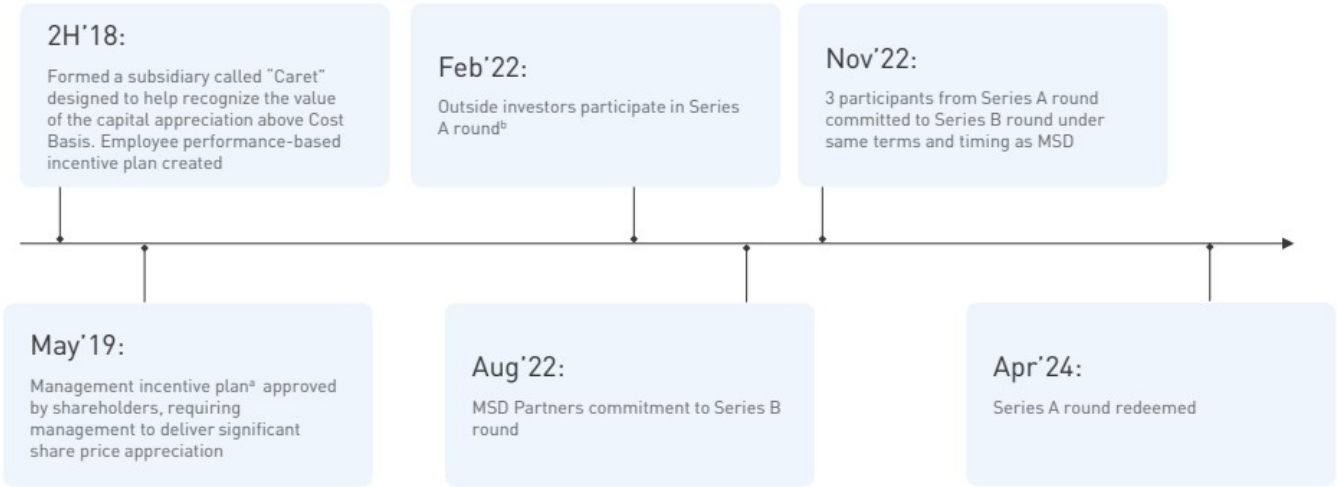 2H'18:
Formed a subsidiary called "Caret"
designed to help recognize the value
of the capital appreciation above Cost
Basis. Employee performance-based
incentive plan created
Feb'22:
Outside investors participate in Series
A roundᵇ
Nov'22:
3 participants from Series A round
committed to Series B round under
same terms and timing as MSD
May'19:
Management incentive planᵃ approved
by shareholders, requiring
management to deliver significant
share price appreciation
Aug'22:
MSD Partners commitment to Series B
round
Apr'24:
Series A round redeemed